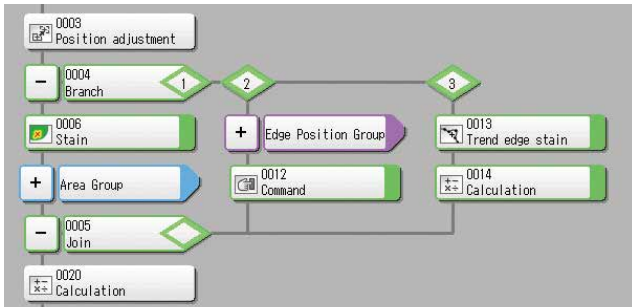 0003
Position adjustment
0004
Branch
1
2
3
0006
Stain
Edge Position Group
0013
Trend edge stain
Area Group
0012
Command
0014
Calculation
0005
Join
0020
Calculation